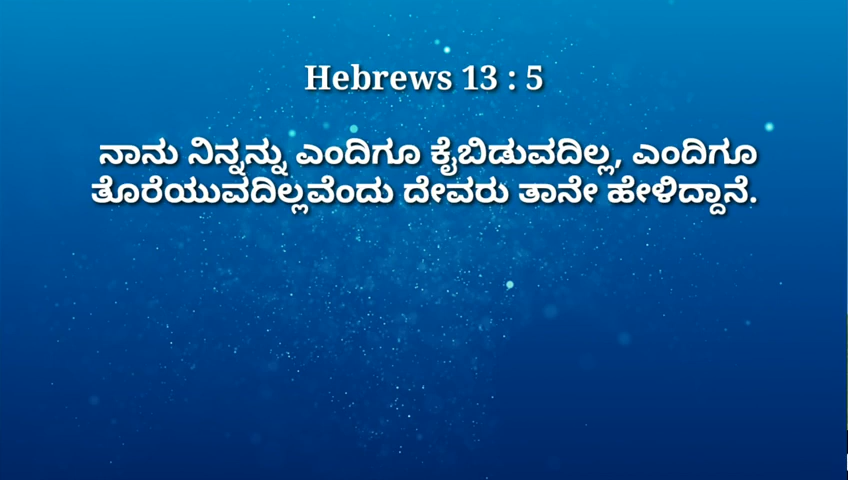 Hebrews 13 : 5
ನಾನು ನಿನ್ನನ್ನು ಎಂದಿಗೂ ಕೈಬಿಡುವದಿಲ್ಲ, ಎಂದಿಗೂ
ತೊರೆಯುವದಿಲ್ಲವೆಂದು ದೇವರು ತಾನೇ ಹೇಳಿದ್ದಾನೆ.